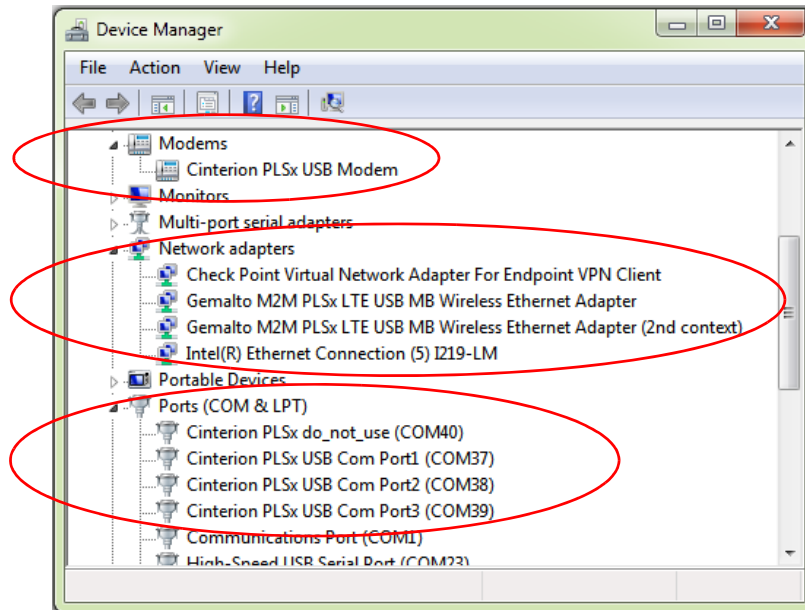 Device Manager
File Action View Help
Modems
Cinterion PLSx USB Modem
Monitors
Multi-port serial adapters
Network adapters
Check Point Virtual Network Adapter For Endpoint VPN Client
Gemalto M2M PLSx LTE USB MB Wireless Ethernet Adapter
Gemalto M2M PLSx LTE USB MB Wireless Ethernet Adapter (2nd context)
Intel(R) Ethernet Connection (5) I219-LM
Portable Devices
Ports (COM & LPT)
Cinterion PLSx do_not_use (COM40)
Cinterion PLSx USB Com Port1 (COM37)
Cinterion PLSx USB Com Port2 (COM38)
Cinterion PLSx USB Com Port3 (COM39)
Communications Port (COM1)
High-Speed USB Serial Port (COM23)